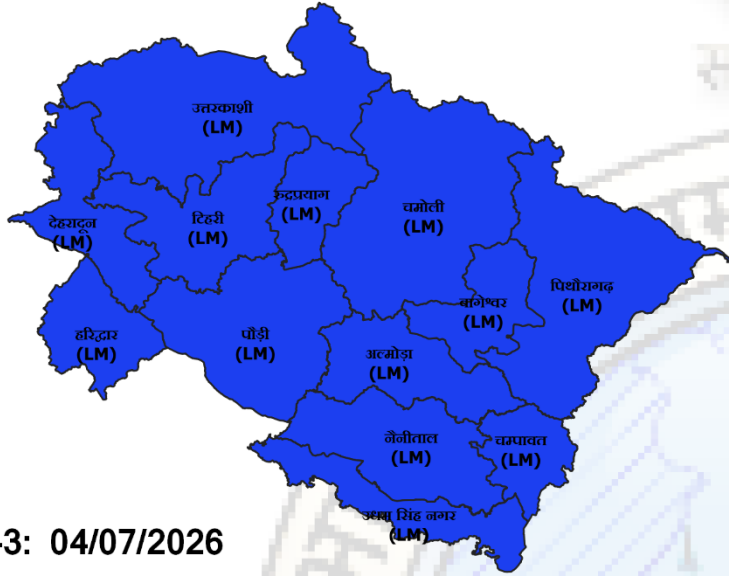 उत्तरकाशी
(LM)
रुद्रप्रयाग
(LM)
चमोली
(LM)
देहरादून
(LM)
टिहरी
(LM)
पिथौरागढ़
(LM)
बागेश्वर
(LM)
हरिद्वार
(LM)
पौड़ी
(LM)
अल्मोड़ा
(LM)
नैनीताल
(LM)
चम्पावत
(LM)
उधम सिंह नगर
(LM)
-3: 04/07/2026